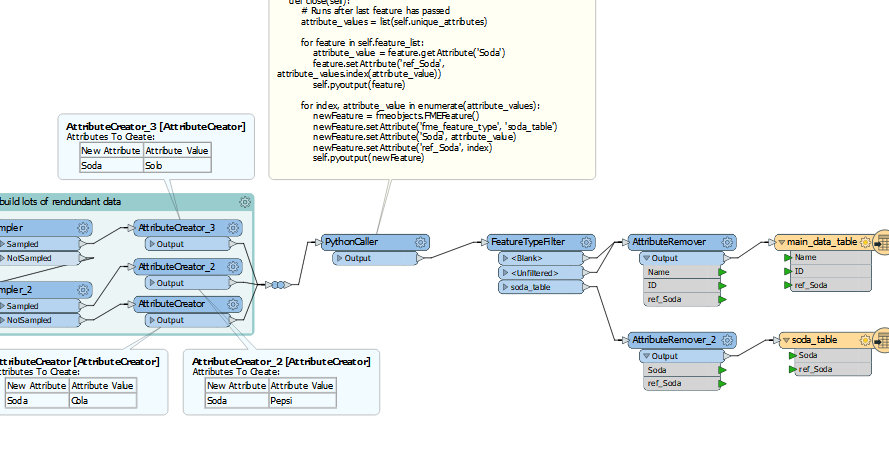 def close(self):
# Runs after last feature has passed
attribute_values = list(self.unique_attributes)
for feature in self.feature_list:
attribute_value = feature.getAttribute('Soda')
feature.setAttribute('ref_Soda',
attribute_values.index(attribute_value))
self.pyoutput(feature)
for index, attribute_value in enumerate(attribute_values):
newFeature = fmeobjects.FMEFeature()
newFeature.setAttribute('fme_feature_type', 'soda_table')
newFeature.setAttribute('Soda', attribute_value)
newFeature.setAttribute('ref_Soda', index)
self.pyoutput(newFeature)
AttributeCreator_3 [AttributeCreator]
Attributes To Create:
New Attribute Attribute Value
Soda Solo
build lots of rendundant data
mpler
Sampled
NotSampled
mpler_2
Sampled
NotSampled
AttributeCreator_3
Output
AttributeCreator_2
Output
AttributeCreator
Output
PythonCaller
Output
FeatureTypeFilter
<Blank>
<Unfiltered>
soda_table
AttributeRemover
Output
Name
ID
ref_Soda
main_data_table
Name
ID
ref_Soda
AttributeRemover_2
Output
Soda
ref_Soda
soda_table
Soda
ref_Soda
ttributeCreator [AttributeCreator]
ttributes To Create:
New Attribute Attribute Value
Soda Cola
AttributeCreator_2 [AttributeCreator]
Attributes To Create:
New Attribute Attribute Value
Soda Pepsi